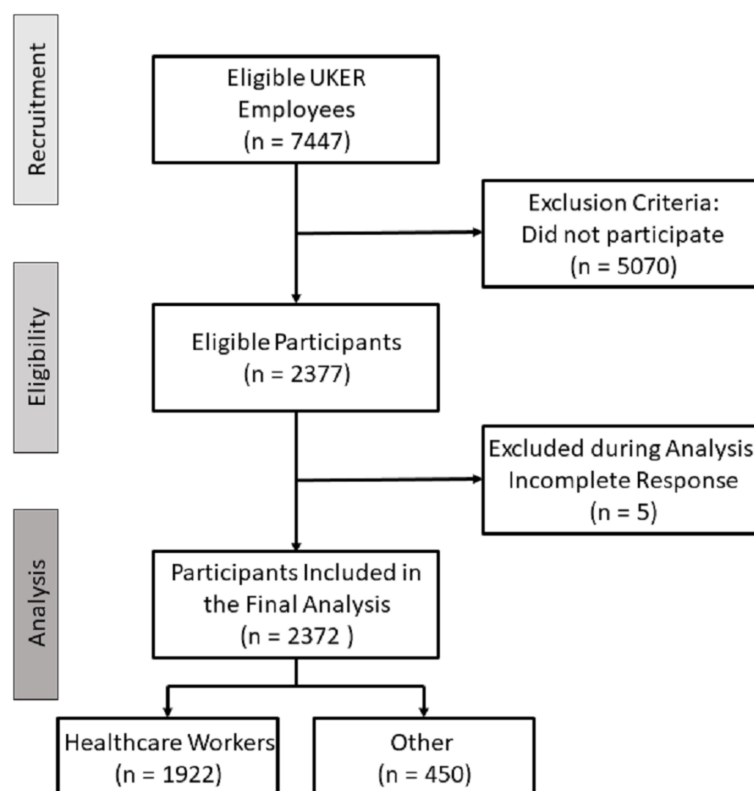 Recruitment
Eligible UKER
Employees
(n = 7447)
Exclusion Criteria:
Did not participate
(n = 5070)
Eligibility
Eligible Participants
(n = 2377)
Excluded during Analysis
Incomplete Response
(n = 5)
Analysis
Participants Included in
the Final Analysis
(n = 2372 )
Healthcare Workers
(n = 1922)
Other
(n = 450)